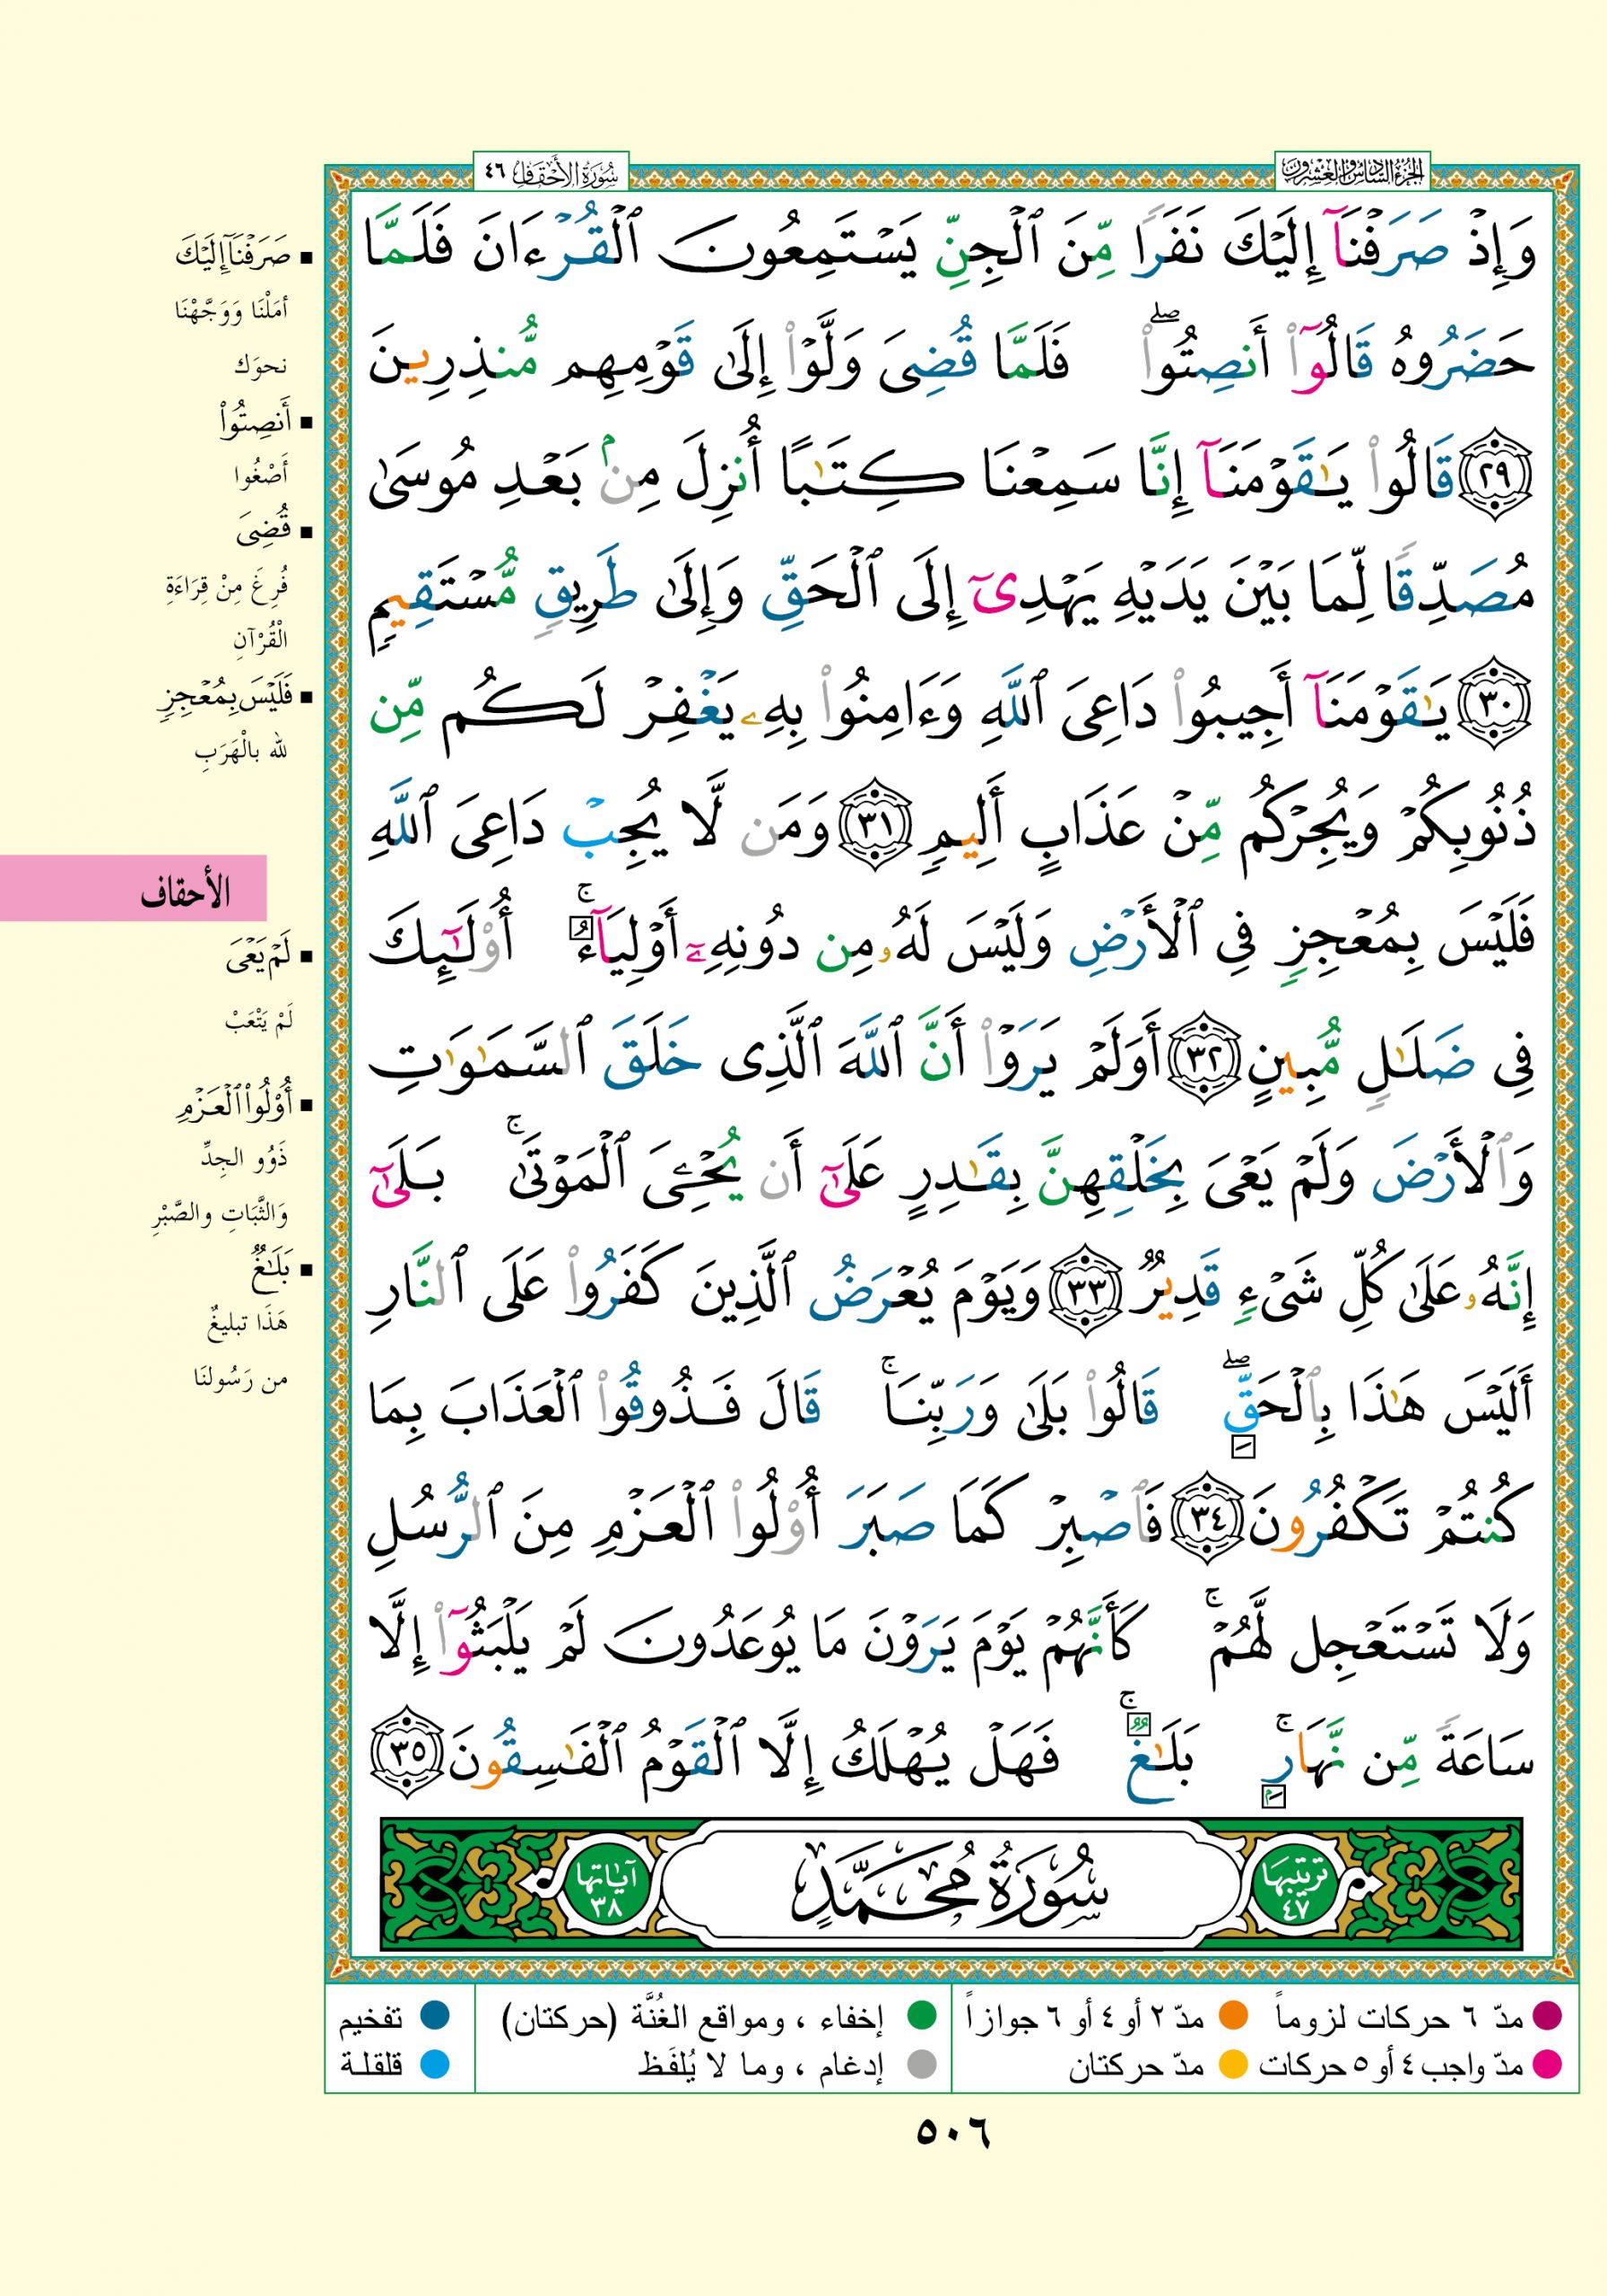 الجزء السادس والعشرون
سورة الأحقاف ٤٦
وَإِذْ صَرَفْنَآ إِلَيْكَ نَفَرًا مِّنَ ٱلْجِنِّ يَسْتَمِعُونَ ٱلْقُرْءَانَ فَلَمَّا
حَضَرُوهُ قَالُوٓا۟ أَنصِتُوا۟ ۖ فَلَمَّا قُضِىَ وَلَّوْا۟ إِلَىٰ قَوْمِهِم مُّنذِرِينَ
﴿٢٩﴾ قَالُوا۟ يَـٰقَوْمَنَآ إِنَّا سَمِعْنَا كِتَـٰبًا أُنزِلَ مِنۢ بَعْدِ مُوسَىٰ
مُصَدِّقًا لِّمَا بَيْنَ يَدَيْهِ يَهْدِىٓ إِلَى ٱلْحَقِّ وَإِلَىٰ طَرِيقٍ مُّسْتَقِيمٍ
﴿٣٠﴾ يَـٰقَوْمَنَآ أَجِيبُوا۟ دَاعِىَ ٱللَّهِ وَءَامِنُوا۟ بِهِۦ يَغْفِرْ لَكُم مِّن
ذُنُوبِكُمْ وَيُجِرْكُم مِّنْ عَذَابٍ أَلِيمٍ ﴿٣١﴾ وَمَن لَّا يُجِبْ دَاعِىَ ٱللَّهِ
فَلَيْسَ بِمُعْجِزٍ فِى ٱلْأَرْضِ وَلَيْسَ لَهُۥ مِن دُونِهِۦٓ أَوْلِيَآءُ ۚ أُو۟لَـٰٓئِكَ
فِى ضَلَـٰلٍ مُّبِينٍ ﴿٣٢﴾ أَوَلَمْ يَرَوْا۟ أَنَّ ٱللَّهَ ٱلَّذِى خَلَقَ ٱلسَّمَـٰوَٰتِ
وَٱلْأَرْضَ وَلَمْ يَعْىَ بِخَلْقِهِنَّ بِقَـٰدِرٍ عَلَىٰٓ أَن يُحْـِۧىَ ٱلْمَوْتَىٰ ۚ بَلَىٰٓ
إِنَّهُۥ عَلَىٰ كُلِّ شَىْءٍ قَدِيرٌ ﴿٣٣﴾ وَيَوْمَ يُعْرَضُ ٱلَّذِينَ كَفَرُوا۟ عَلَى ٱلنَّارِ
أَلَيْسَ هَـٰذَا بِٱلْحَقِّ ۖ قَالُوا۟ بَلَىٰ وَرَبِّنَا ۚ قَالَ فَذُوقُوا۟ ٱلْعَذَابَ بِمَا
كُنتُمْ تَكْفُرُونَ ﴿٣٤﴾ فَٱصْبِرْ كَمَا صَبَرَ أُو۟لُوا۟ ٱلْعَزْمِ مِنَ ٱلرُّسُلِ
وَلَا تَسْتَعْجِل لَّهُمْ ۚ كَأَنَّهُمْ يَوْمَ يَرَوْنَ مَا يُوعَدُونَ لَمْ يَلْبَثُوٓا۟ إِلَّا
سَاعَةً مِّن نَّهَارٍۭ ۚ بَلَـٰغٌ ۚ فَهَلْ يُهْلَكُ إِلَّا ٱلْقَوْمُ ٱلْفَـٰسِقُونَ ﴿٣٥﴾
ترتيبها ٤٧
سُورَةُ مُحَمَّدٍ
آياتها ٣٨
■ صَرَفْنَآ إِلَيْكَ
أَمَلْنَا وَوَجَّهْنَا
نحوَك
■ أَنصِتُوا۟
أَصْغُوا
■ قُضِىَ
فُرِغَ مِنْ قِرَاءَةِ
الْقُرْآنِ
■ فَلَيْسَ بِمُعْجِزٍ
لله بالْهَرَبِ
الأحقاف
■ لَمْ يَعْىَ
لَمْ يَتْعَبْ
■ أُو۟لُوا۟ ٱلْعَزْمِ
ذَوُو الجِدِّ
وَالثَّبَاتِ والصَّبْرِ
■ بَلَـٰغٌ
هَذَا تبليغٌ
من رَسُولنَا
مدّ ٦ حركات لزوماً
مدّ ٢ أو ٤ أو ٦ جوازاً
إخفاء ، ومواقع الغُنَّة (حركتان)
تفخيم
مدّ واجب ٤ أو ٥ حركات
مدّ حركتان
إدغام ، وما لا يُلفَظ
قلقلة
٥٠٦